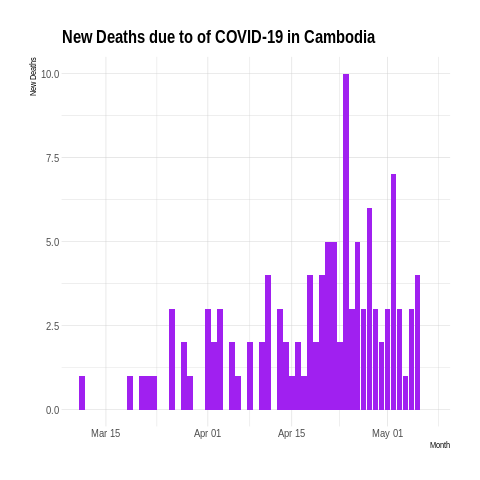 New Deaths due to of COVID-19 in Cambodia
New Deaths
10.0
7.5
5.0
2.5
0.0
Mar 15
Apr 01
Apr 15
May 01
Month